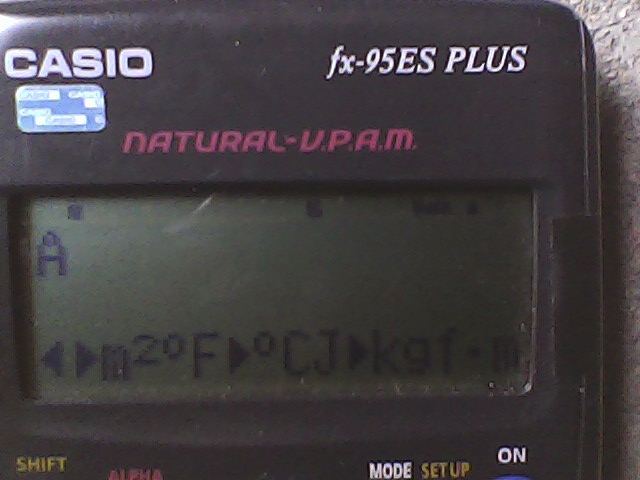 CASIO
fx-95ES PLUS
NATURAL-V.P.A.M.
Å
◀▶m²°F▶°CJ▶kgf·m
SHIFT
ALPHA
MODE SETUP
ON